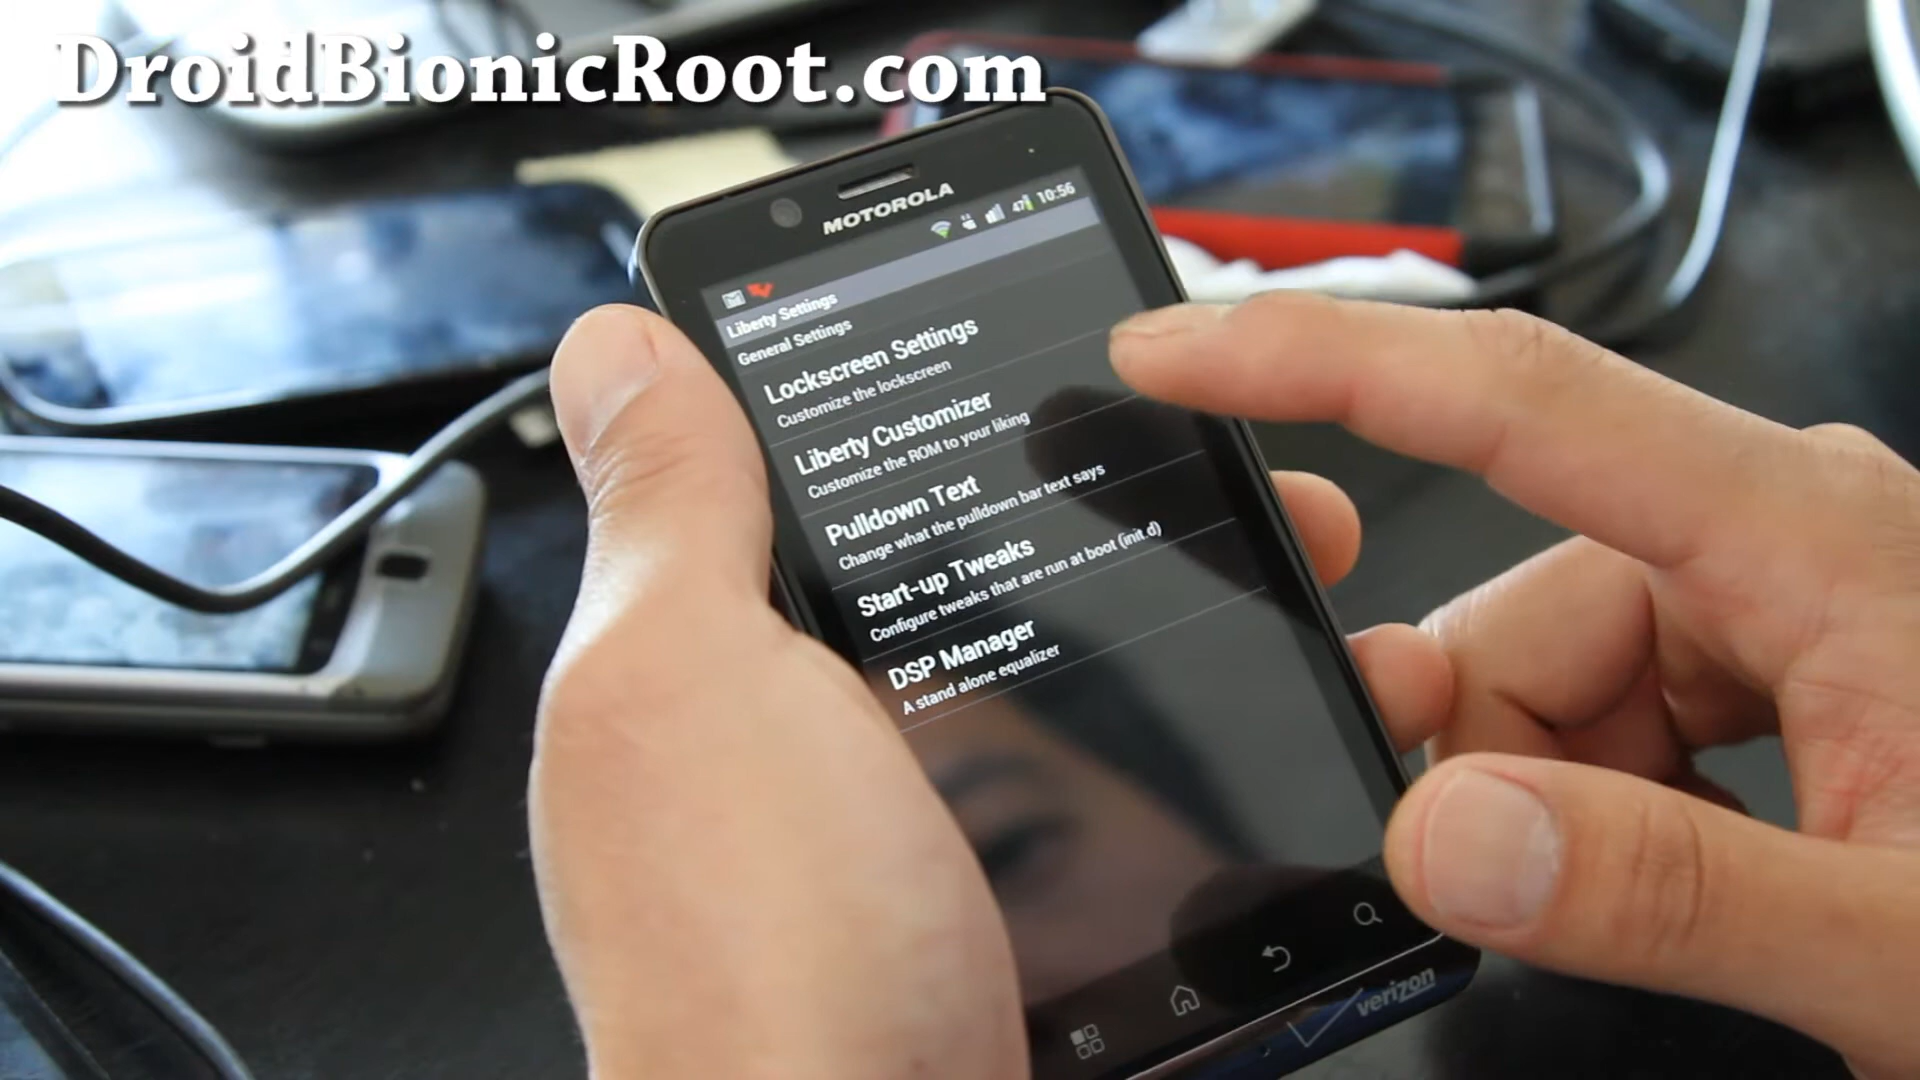 DroidBionicRoot.com
MOTOROLA
47 10:56
Liberty Settings
General Settings
Lockscreen Settings
Customize the lockscreen
Liberty Customizer
Customize the ROM to your liking
Pulldown Text
Change what the pulldown bar text says
Start-up Tweaks
Configure tweaks that are run at boot (init.d)
DSP Manager
A stand alone equalizer
verizon